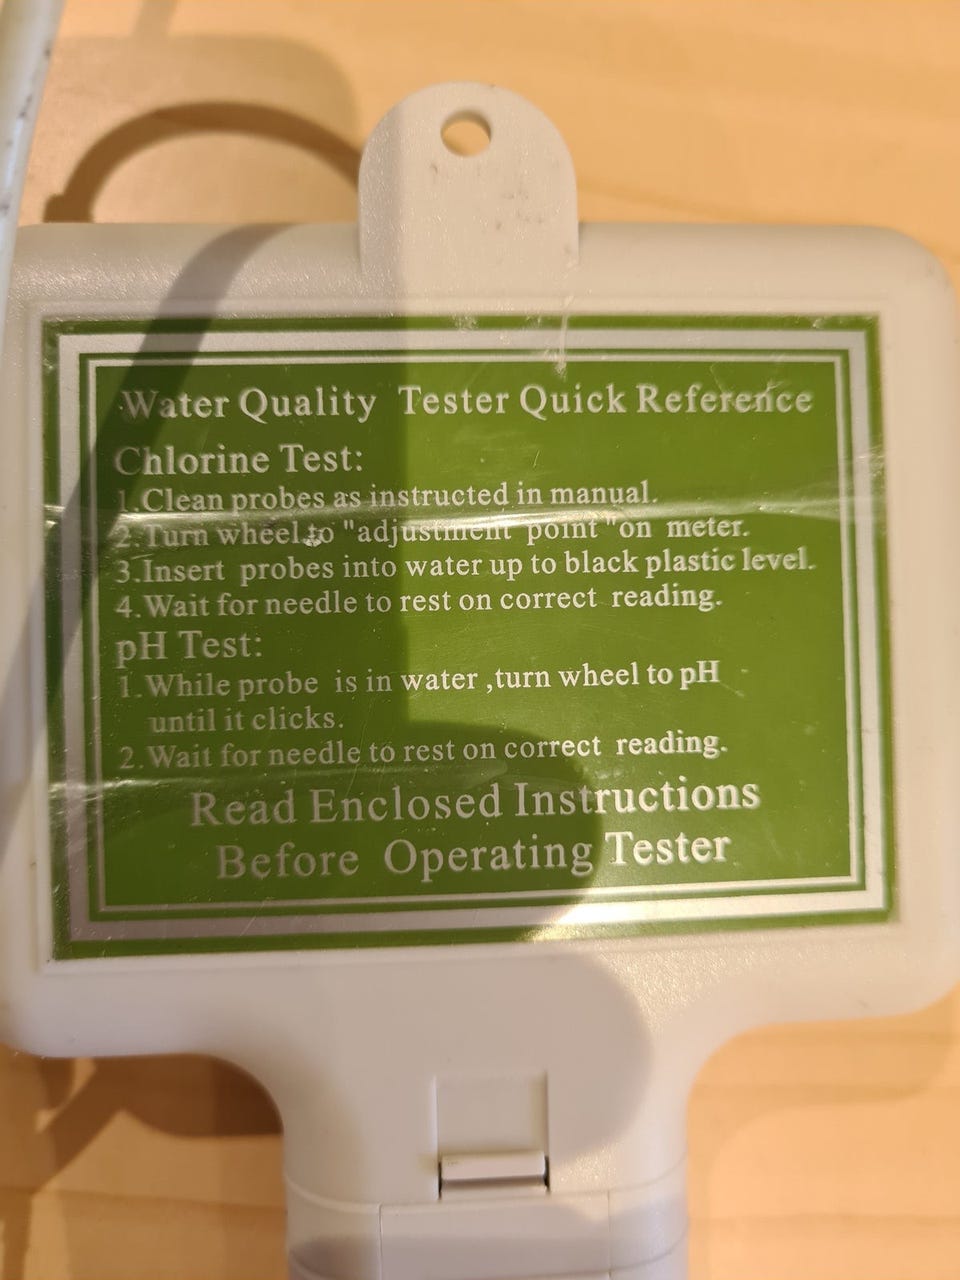 Water Quality Tester Quick Reference
Chlorine Test:
1.Clean probes as instructed in manual.
2.Turn wheel to "adjustment point "on meter.
3.Insert probes into water up to black plastic level.
4.Wait for needle to rest on correct reading.
pH Test:
1.While probe is in water ,turn wheel to pH
until it clicks.
2.Wait for needle to rest on correct reading.
Read Enclosed Instructions
Before Operating Tester